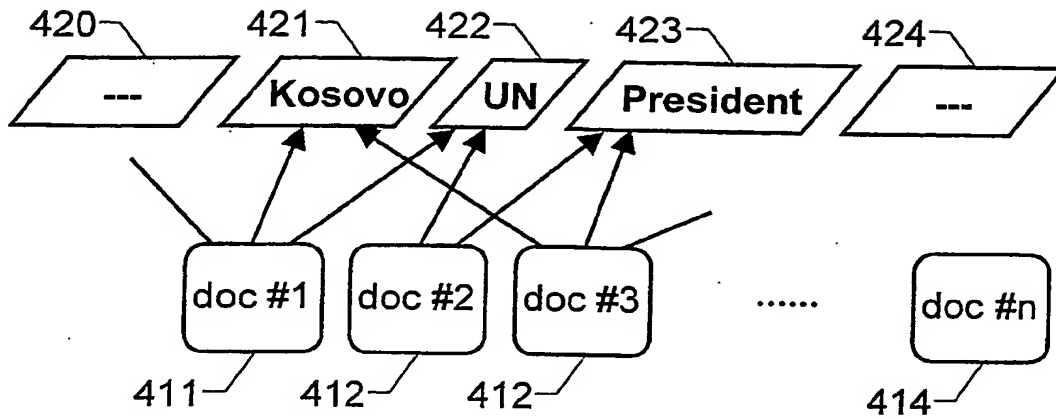 420 421 422 423 424
--- Kosovo UN President ---
doc #1 doc #2 doc #3 ...... doc #n
411 412 412 414